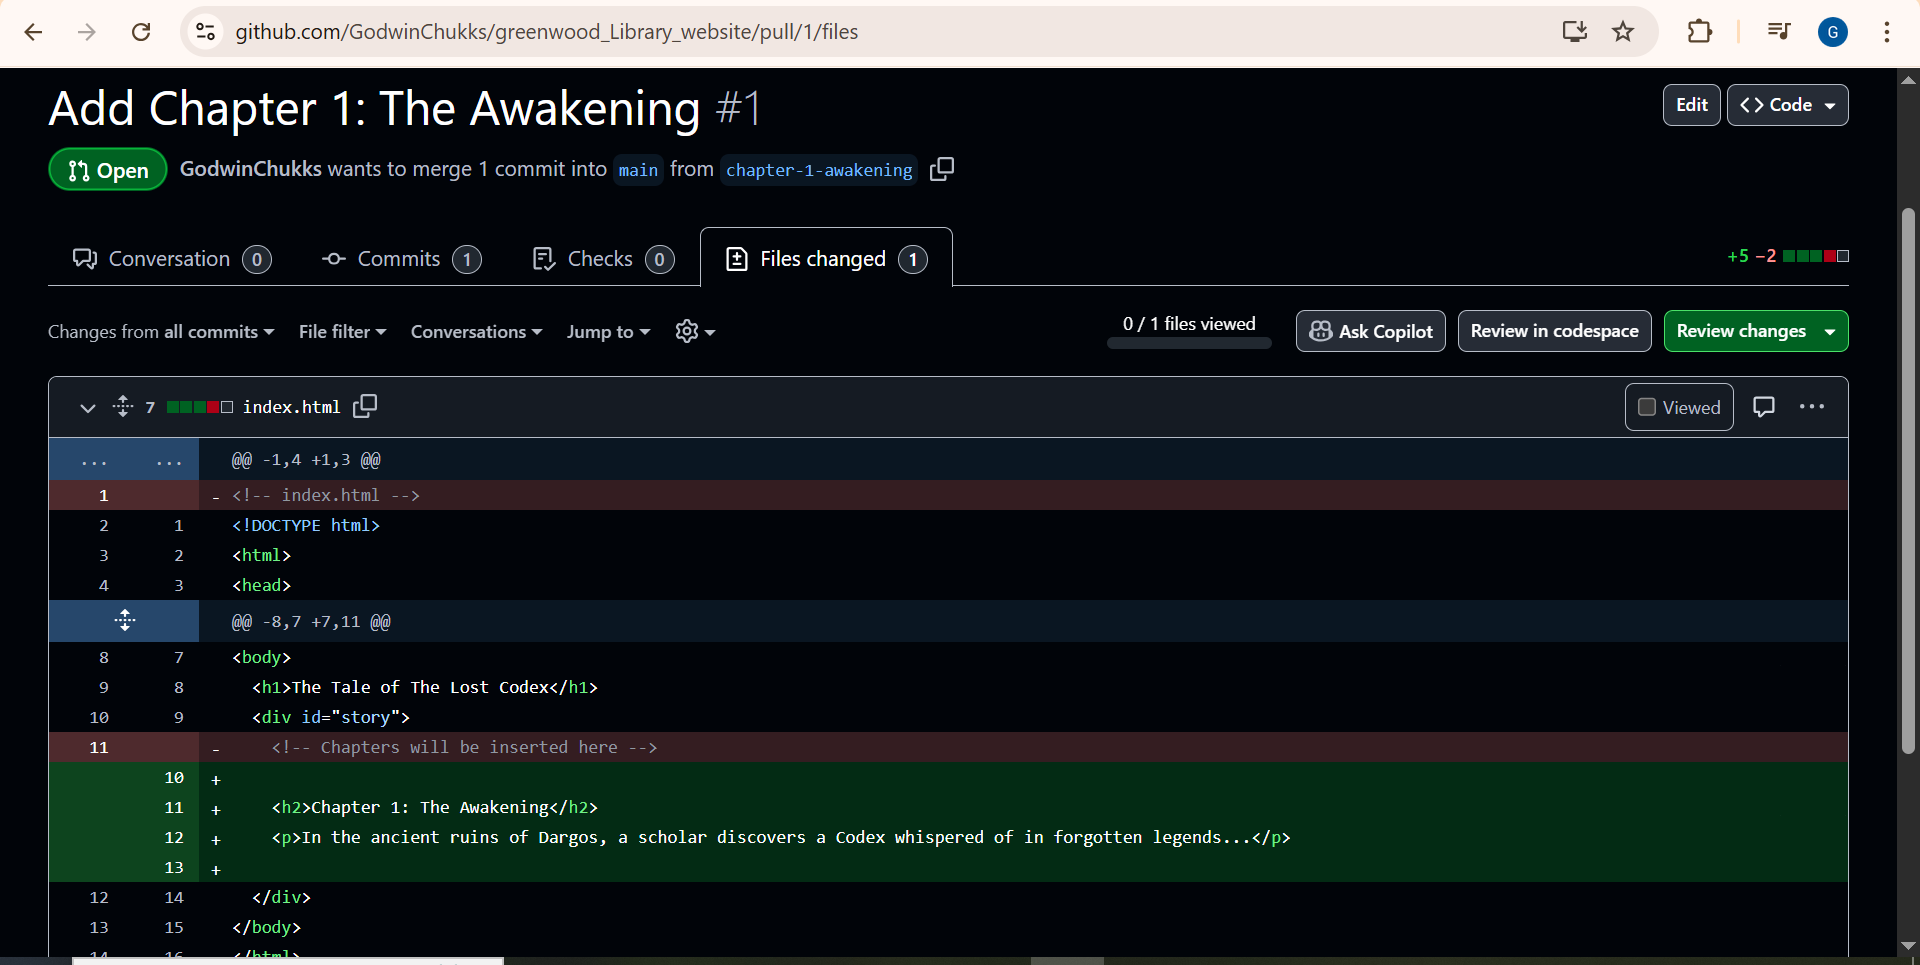 github.com/GodwinChukks/greenwood_Library_website/pull/1/files
G
Add Chapter 1: The Awakening #1
Edit
<> Code
Open
GodwinChukks wants to merge 1 commit into main from chapter-1-awakening
Conversation 0
Commits 1
Checks 0
Files changed 1
+5 −2
Changes from all commits
File filter
Conversations
Jump to
0 / 1 files viewed
Ask Copilot
Review in codespace
Review changes
7 index.html
Viewed
... ... @@ -1,4 +1,3 @@
1 - <!-- index.html -->
2 1 <!DOCTYPE html>
3 2 <html>
4 3 <head>
@@ -8,7 +7,11 @@
8 7 <body>
9 8 <h1>The Tale of The Lost Codex</h1>
10 9 <div id="story">
11 - <!-- Chapters will be inserted here -->
10 +
11 + <h2>Chapter 1: The Awakening</h2>
12 + <p>In the ancient ruins of Dargos, a scholar discovers a Codex whispered of in forgotten legends...</p>
13 +
12 14 </div>
13 15 </body>
14 16 </html>